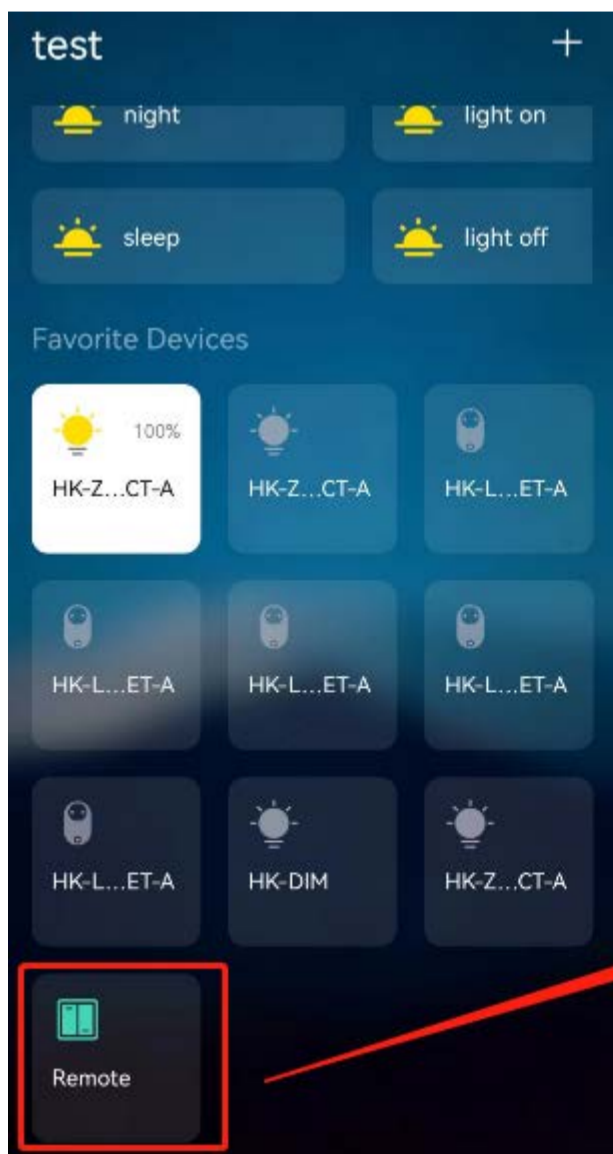 test
night
light on
sleep
light off
Favorite Devices
100%
HK-Z...CT-A
HK-Z...CT-A
HK-L...ET-A
HK-L...ET-A
HK-L...ET-A
HK-L...ET-A
HK-L...ET-A
HK-DIM
HK-Z...CT-A
Remote